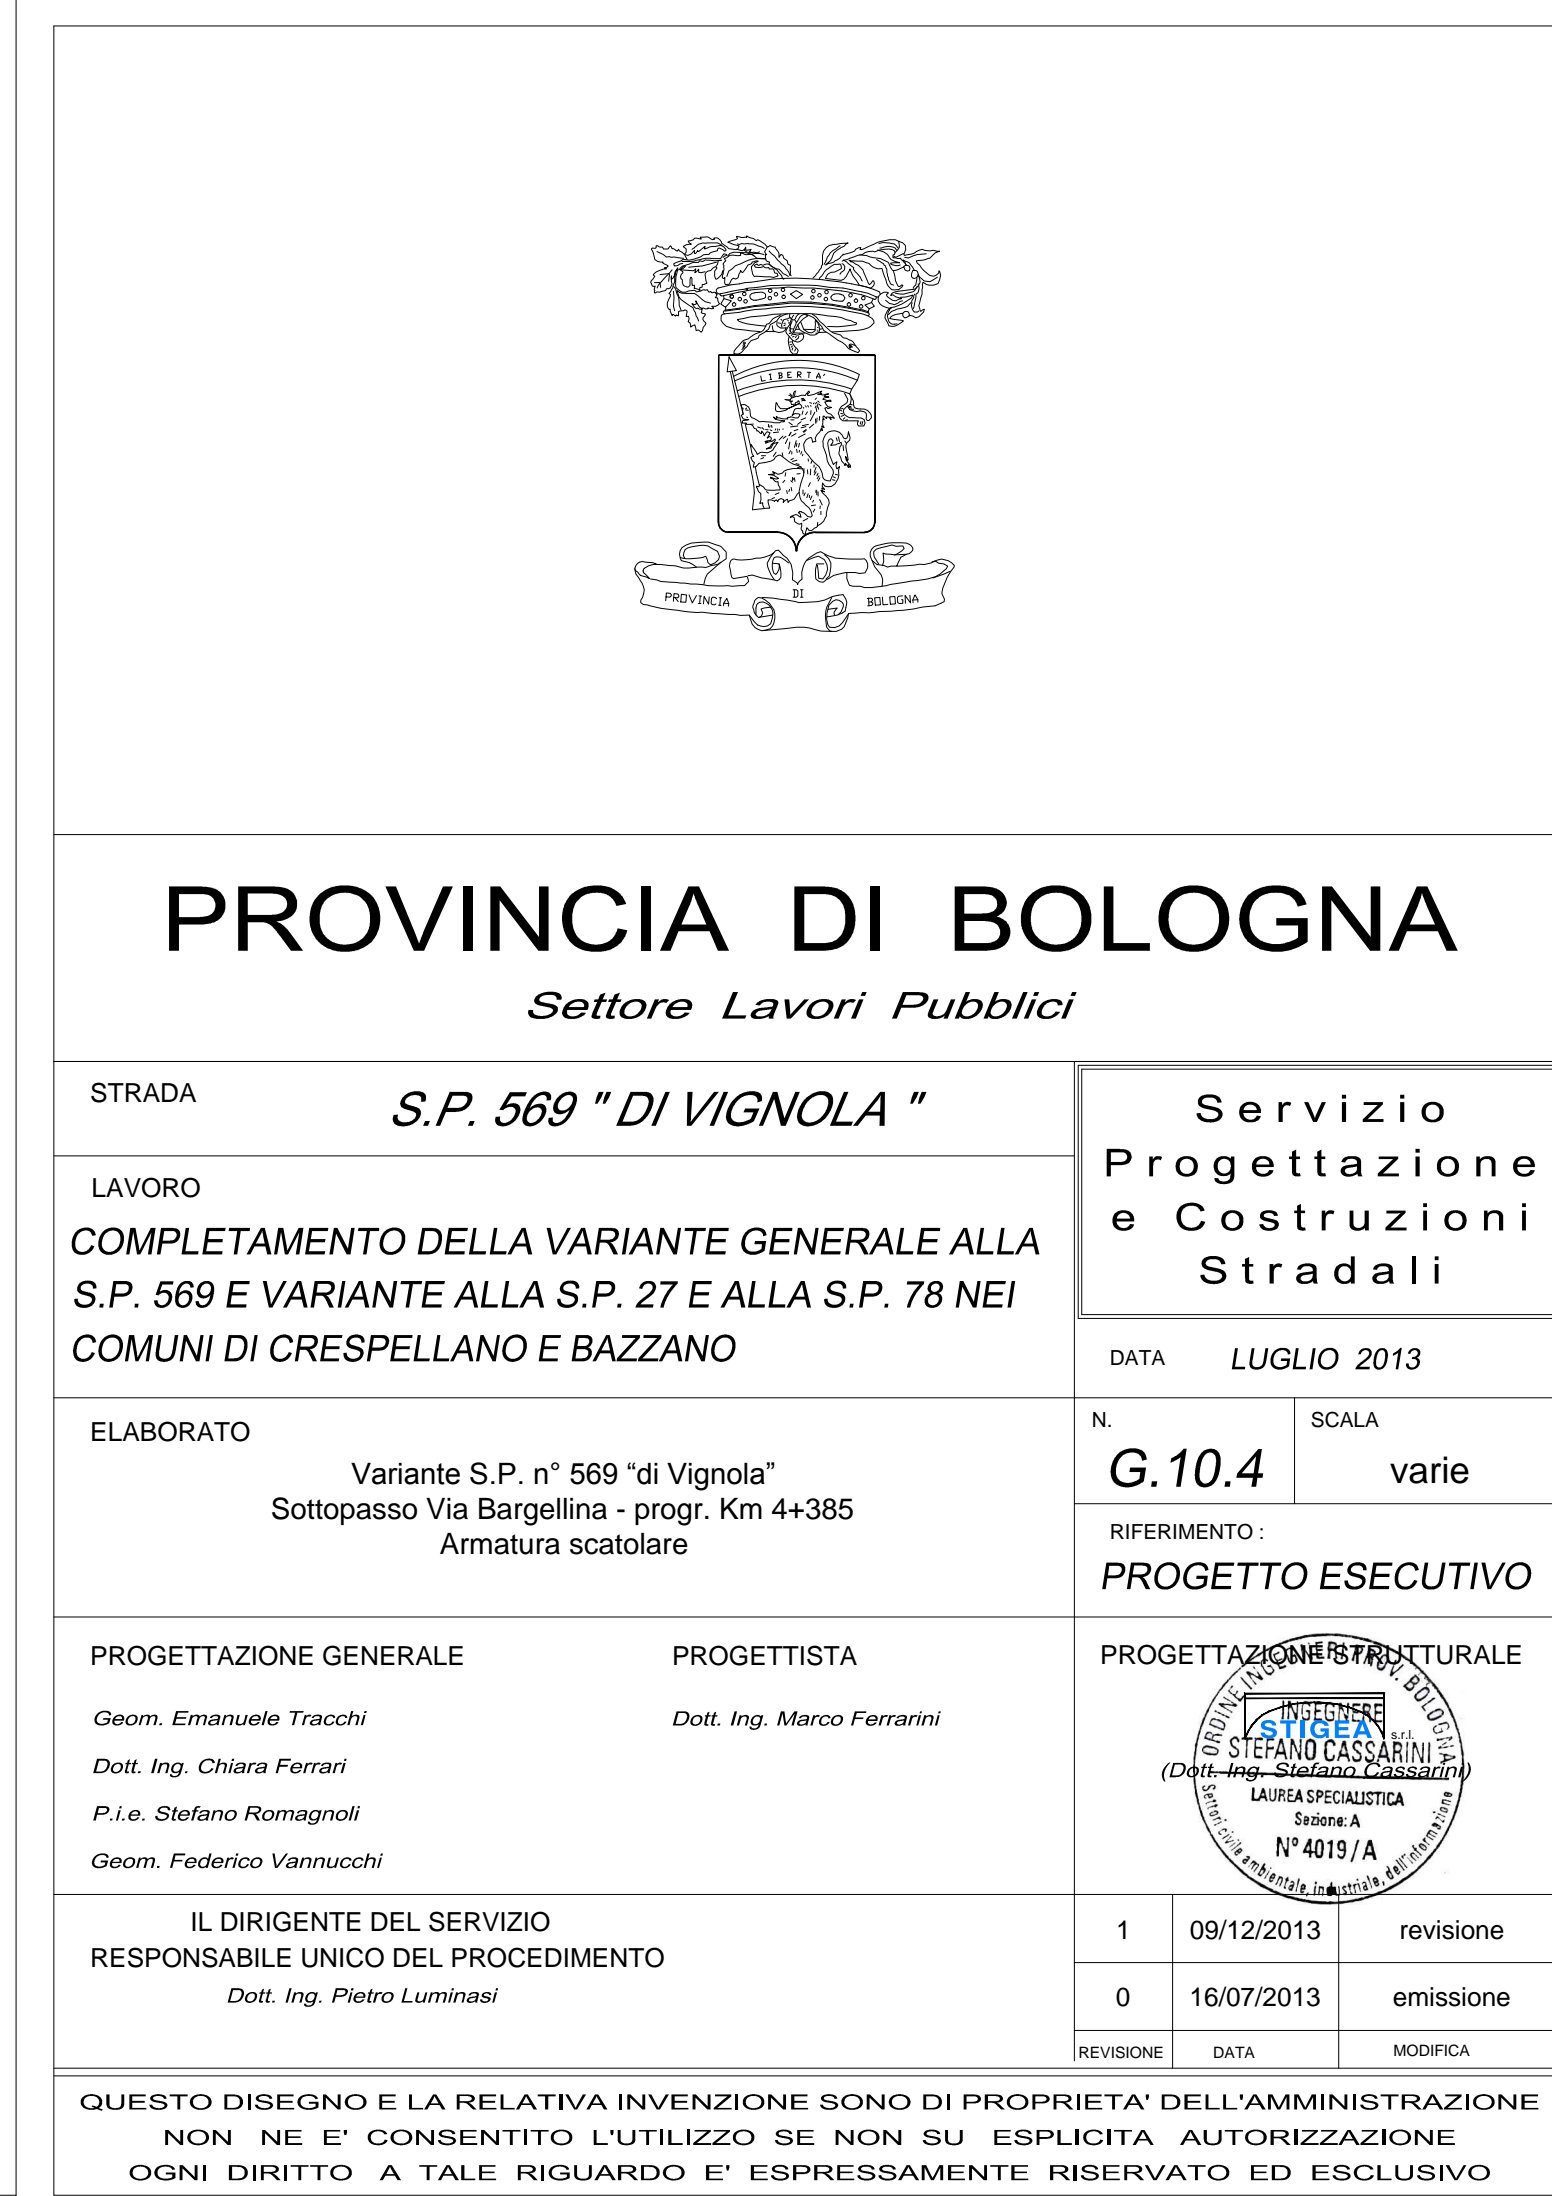 LIBERTA'
PROVINCIA DI BOLOGNA
PROVINCIA DI BOLOGNA
Settore Lavori Pubblici
STRADA
S.P. 569 " DI VIGNOLA "
Servizio
Progettazione
e Costruzioni
Stradali
LAVORO
COMPLETAMENTO DELLA VARIANTE GENERALE ALLA
S.P. 569 E VARIANTE ALLA S.P. 27 E ALLA S.P. 78 NEI
COMUNI DI CRESPELLANO E BAZZANO
DATA LUGLIO 2013
ELABORATO
Variante S.P. n° 569 “di Vignola”
Sottopasso Via Bargellina - progr. Km 4+385
Armatura scatolare
N.
G.10.4
SCALA
varie
RIFERIMENTO :
PROGETTO ESECUTIVO
PROGETTAZIONE GENERALE
Geom. Emanuele Tracchi
Dott. Ing. Chiara Ferrari
P.i.e. Stefano Romagnoli
Geom. Federico Vannucchi
PROGETTISTA
Dott. Ing. Marco Ferrarini
PROGETTAZIONE STRUTTURALE
ORDINE INGEGNERI PROV. BOLOGNA
INGEGNERE
STIGEA s.r.l.
STEFANO CASSARINI
(Dott. Ing. Stefano Cassarini)
LAUREA SPECIALISTICA
Sezione: A
N° 4019 / A
Settori civile ambientale, industriale, dell'informazione
IL DIRIGENTE DEL SERVIZIO
RESPONSABILE UNICO DEL PROCEDIMENTO
Dott. Ing. Pietro Luminasi
1 09/12/2013 revisione
0 16/07/2013 emissione
REVISIONE DATA MODIFICA
QUESTO DISEGNO E LA RELATIVA INVENZIONE SONO DI PROPRIETA' DELL'AMMINISTRAZIONE
NON NE E' CONSENTITO L'UTILIZZO SE NON SU ESPLICITA AUTORIZZAZIONE
OGNI DIRITTO A TALE RIGUARDO E' ESPRESSAMENTE RISERVATO ED ESCLUSIVO